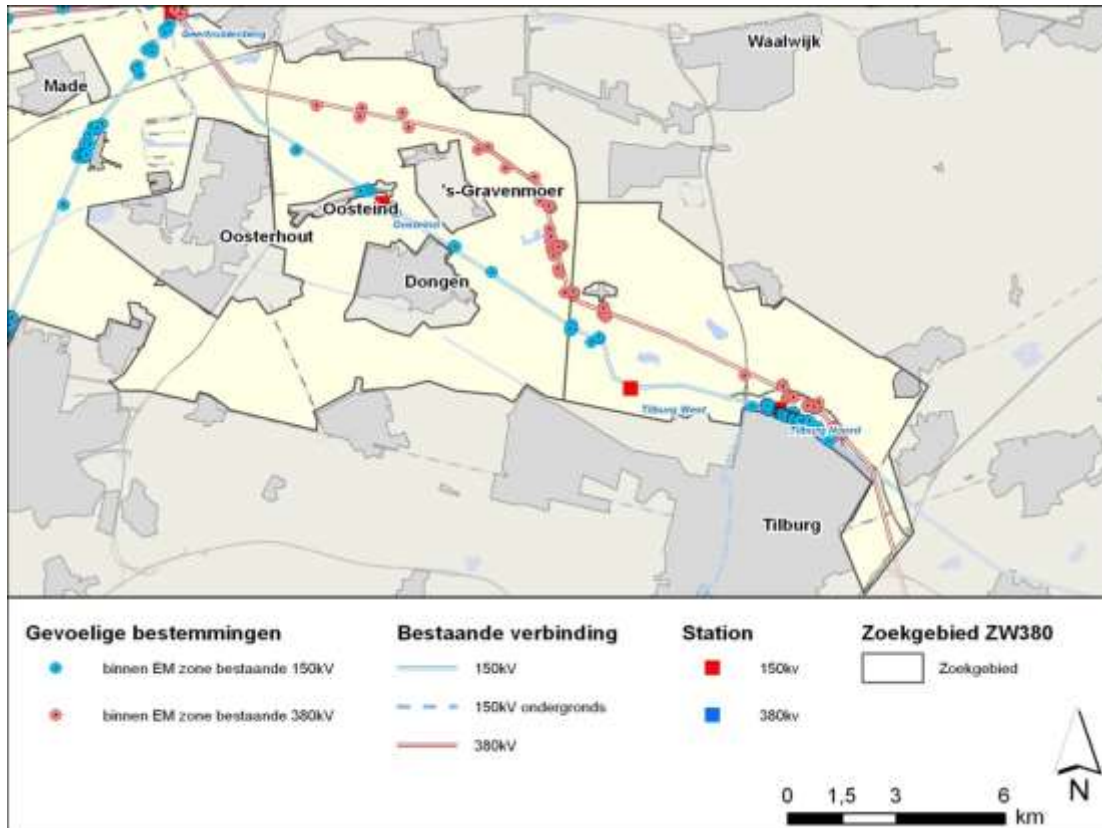 Geertruidenberg
Waalwijk
Made
's-Gravenmoer
Oosteind
Oosteind
Oosterhout
Dongen
Tilburg West
Tilburg Noord
Tilburg
Gevoelige bestemmingen
binnen EM zone bestaande 150kV
binnen EM zone bestaande 380kV
Bestaande verbinding
150kV
150kV ondergronds
380kV
Station
150kv
380kv
Zoekgebied ZW380
Zoekgebied
N
0 1,5 3 6
km